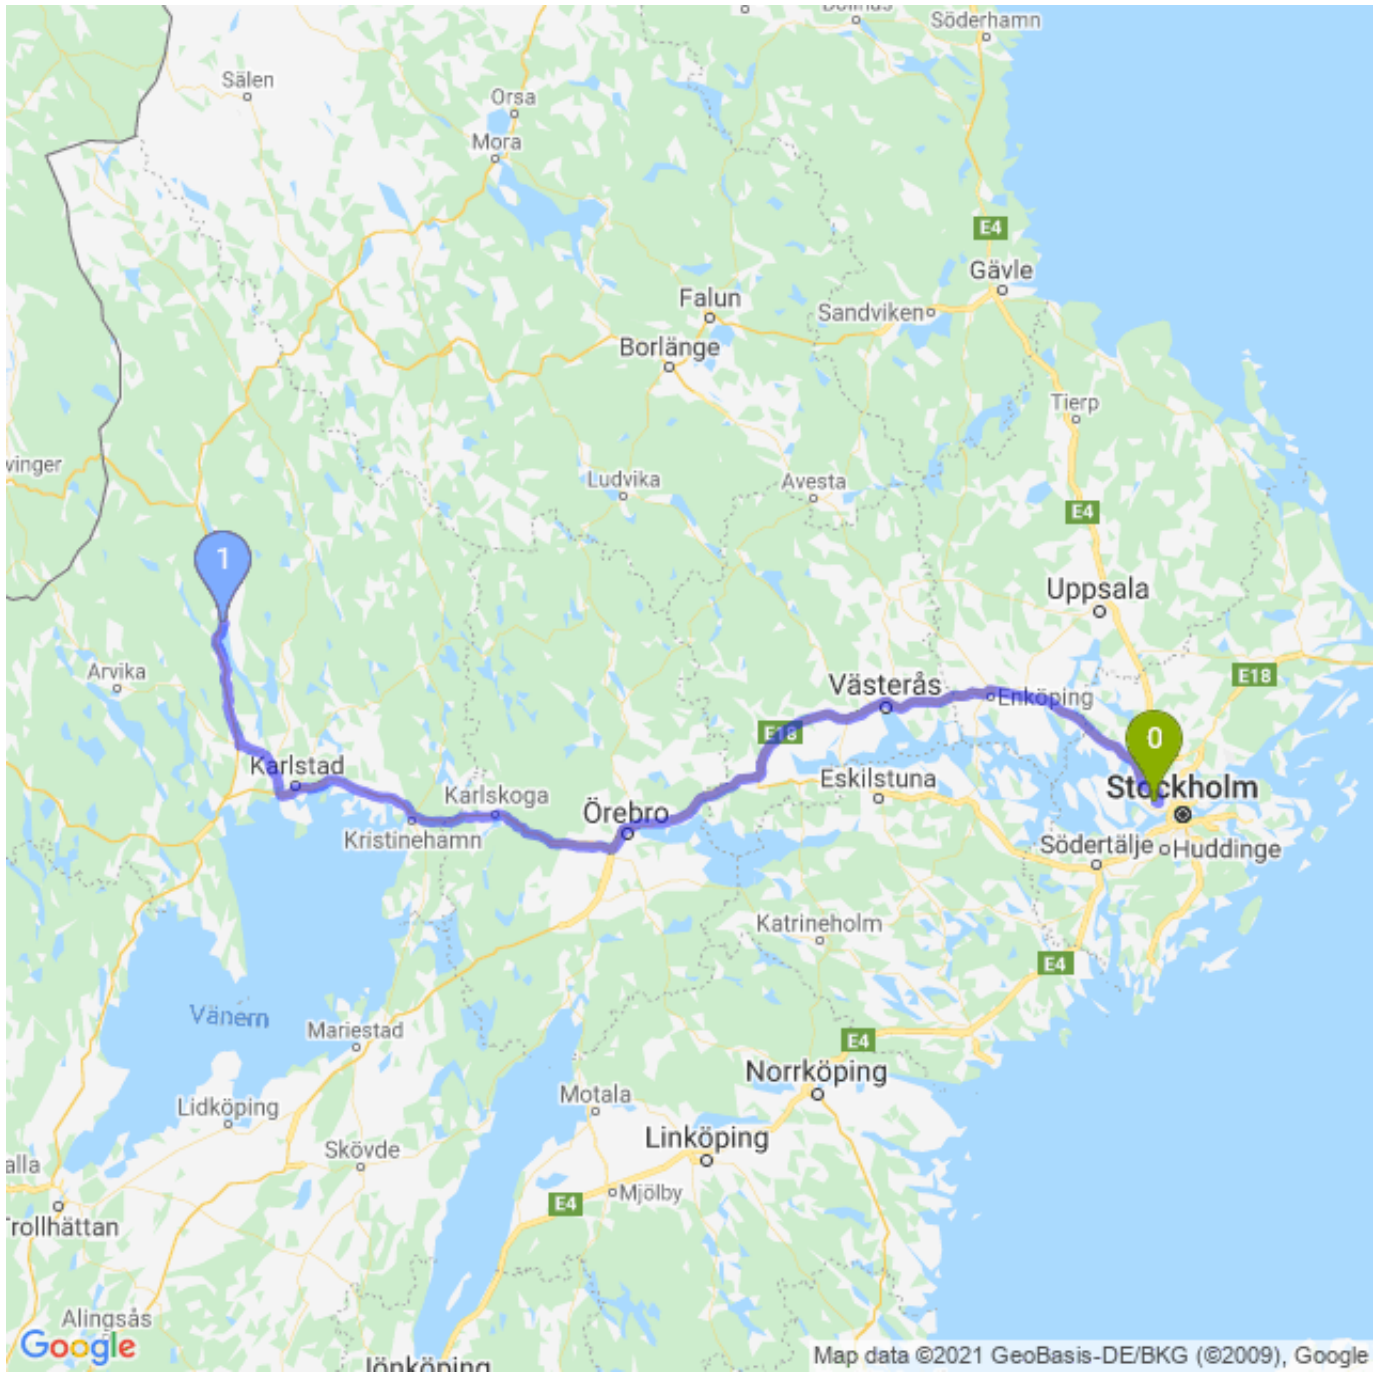 Söderhamn
Sälen
Orsa
Mora
E4
Gävle
Falun
Sandviken
Borlänge
Tierp
vinger
Ludvika
Avesta
E4
1
Uppsala
Arvika
E18
Västerås
Enköping
E18
0
Karlstad
Eskilstuna
Stockholm
Karlskoga
Örebro
Kristinehamn
Södertälje
Huddinge
Katrineholm
E4
Vänern
Mariestad
E4
Norrköping
Motala
Lidköping
Linköping
Skövde
alla
Mjölby
E4
Trollhättan
Alingsås
Google
Jönköping
Map data ©2021 GeoBasis-DE/BKG (©2009), Google